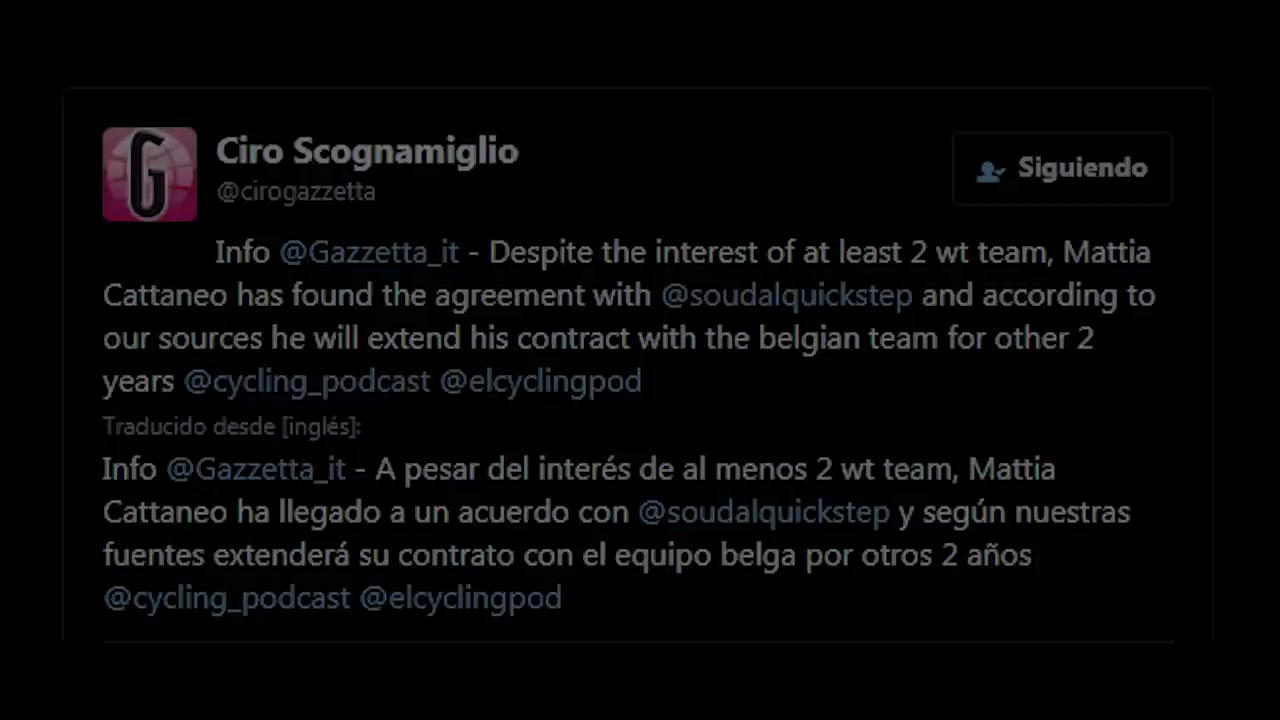 G
Ciro Scognamiglio
@cirogazzetta
Siguiendo
Info @Gazzetta_it - Despite the interest of at least 2 wt team, Mattia
Cattaneo has found the agreement with @soudalquickstep and according to
our sources he will extend his contract with the belgian team for other 2
years @cycling_podcast @elcyclingpod
Traducido desde [inglés]:
Info @Gazzetta_it - A pesar del interés de al menos 2 wt team, Mattia
Cattaneo ha llegado a un acuerdo con @soudalquickstep y según nuestras
fuentes extenderá su contrato con el equipo belga por otros 2 años
@cycling_podcast @elcyclingpod